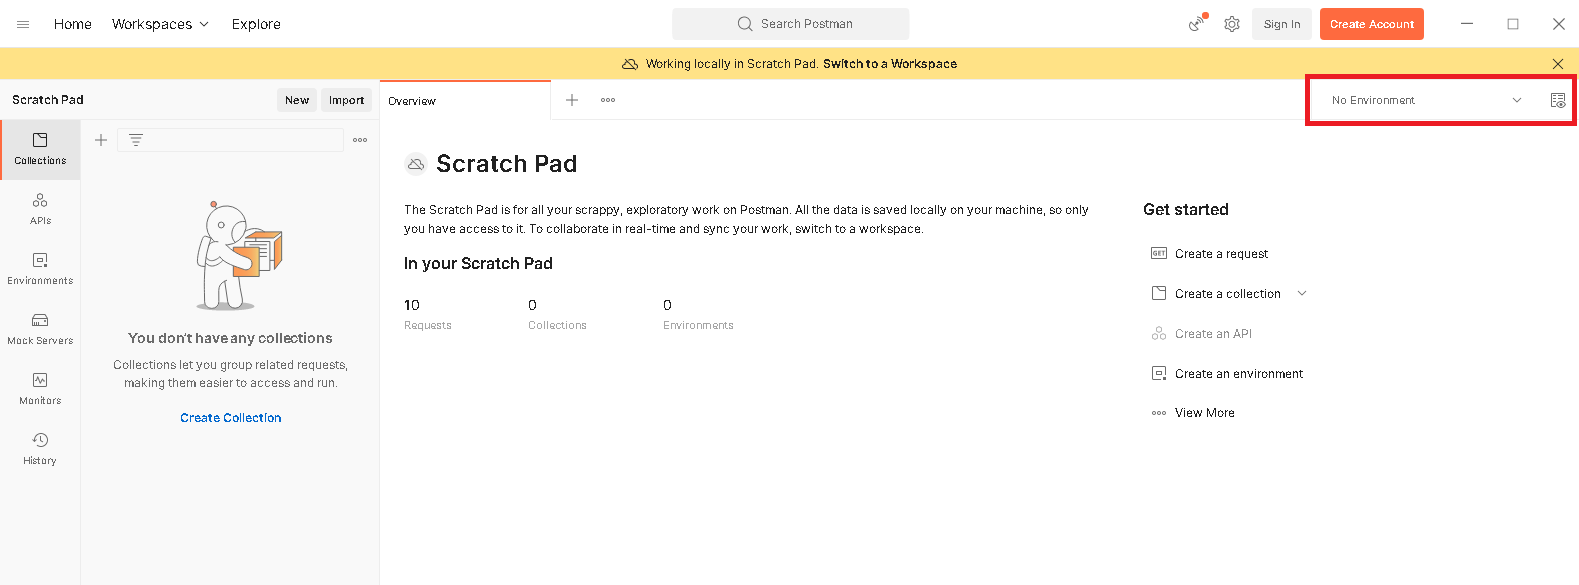 Home Workspaces Explore Search Postman Sign In Create Account
Working locally in Scratch Pad. Switch to a Workspace
Scratch Pad New Import Overview No Environment
Collections
APIs
Environments
Mock Servers
Monitors
History
You don't have any collections
Collections let you group related requests,
making them easier to access and run.
Create Collection
Scratch Pad
The Scratch Pad is for all your scrappy, exploratory work on Postman. All the data is saved locally on your machine, so only
you have access to it. To collaborate in real-time and sync your work, switch to a workspace.
In your Scratch Pad
10 0 0
Requests Collections Environments
Get started
GET Create a request
Create a collection
Create an API
Create an environment
View More